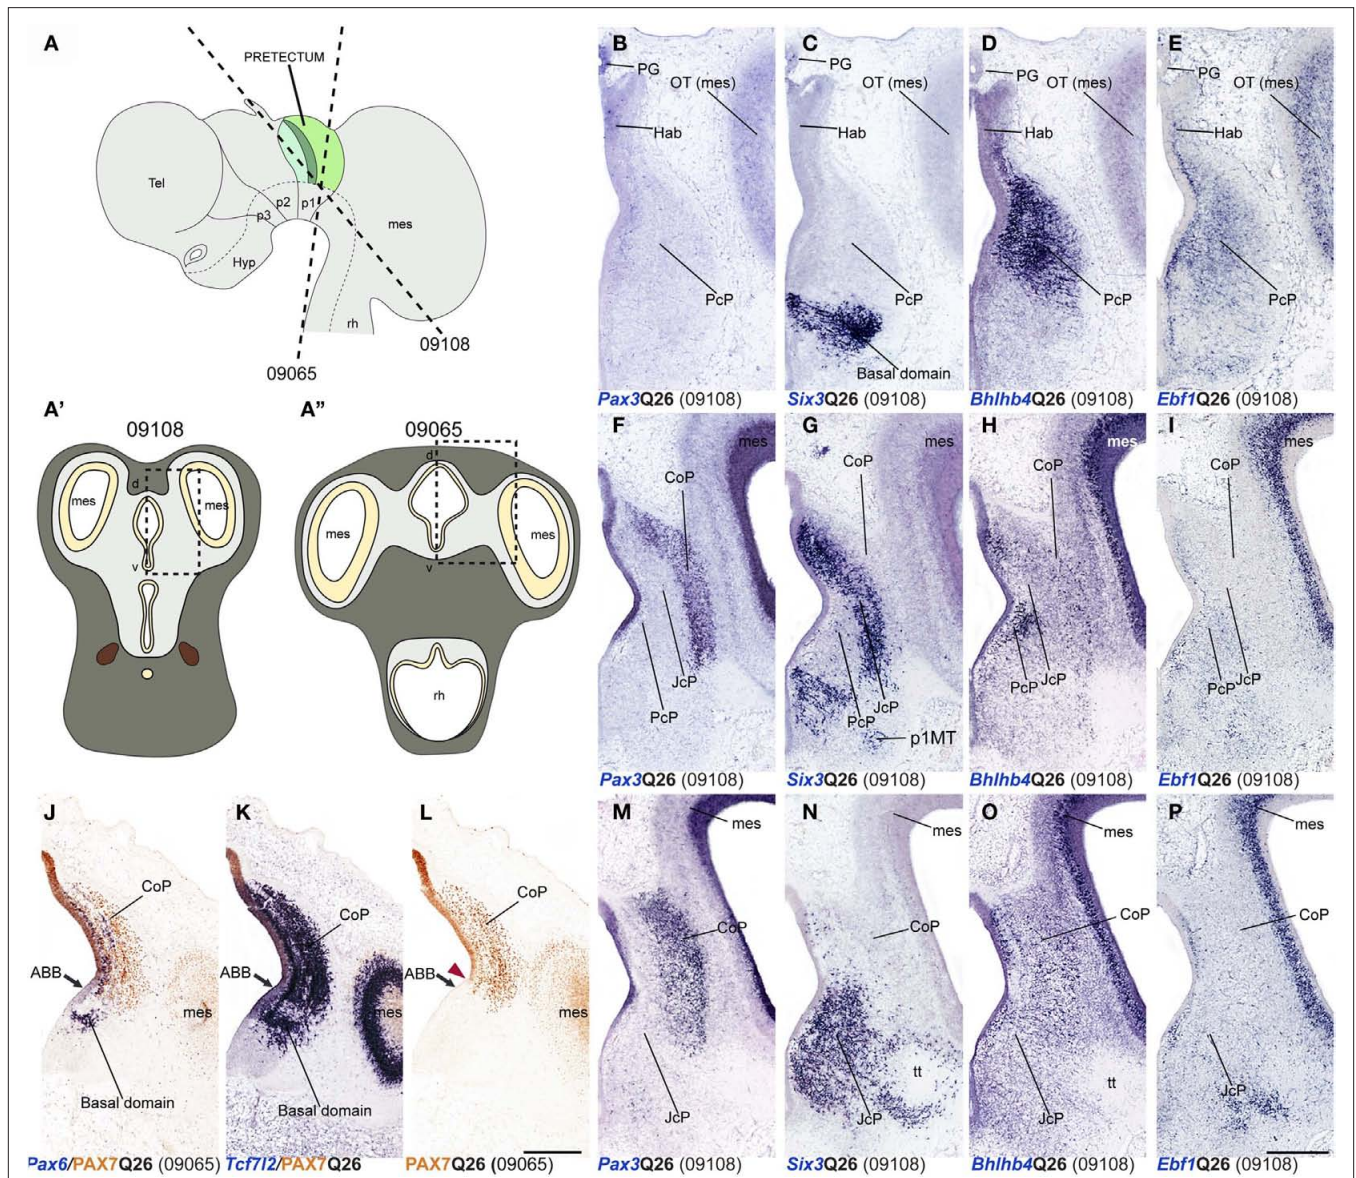 A
PRETECTUM
Tel
p3
p2
p1
mes
Hyp
rh
09065
09108
A'
09108
mes
d
mes
v
A"
09065
d
mes
mes
v
rh
B
PG
OT (mes)
Hab
PcP
Pax3Q26 (09108)
C
PG
OT (mes)
Hab
PcP
Basal domain
Six3Q26 (09108)
D
PG
OT (mes)
Hab
PcP
Bhlhb4Q26 (09108)
E
PG
OT (mes)
Hab
PcP
Ebf1Q26 (09108)
F
mes
CoP
JcP
PcP
Pax3Q26 (09108)
G
mes
CoP
JcP
PcP
p1MT
Six3Q26 (09108)
H
mes
CoP
PcP JcP
Bhlhb4Q26 (09108)
I
mes
CoP
PcP JcP
Ebf1Q26 (09108)
J
CoP
ABB
mes
Basal domain
Pax6/PAX7Q26 (09065)
K
CoP
ABB
mes
Basal domain
Tcf7l2/PAX7Q26
L
CoP
ABB
mes
PAX7Q26 (09065)
M
mes
CoP
JcP
Pax3Q26 (09108)
N
mes
CoP
tt
JcP
Six3Q26 (09108)
O
mes
CoP
tt
JcP
Bhlhb4Q26 (09108)
P
mes
CoP
JcP
Ebf1Q26 (09108)